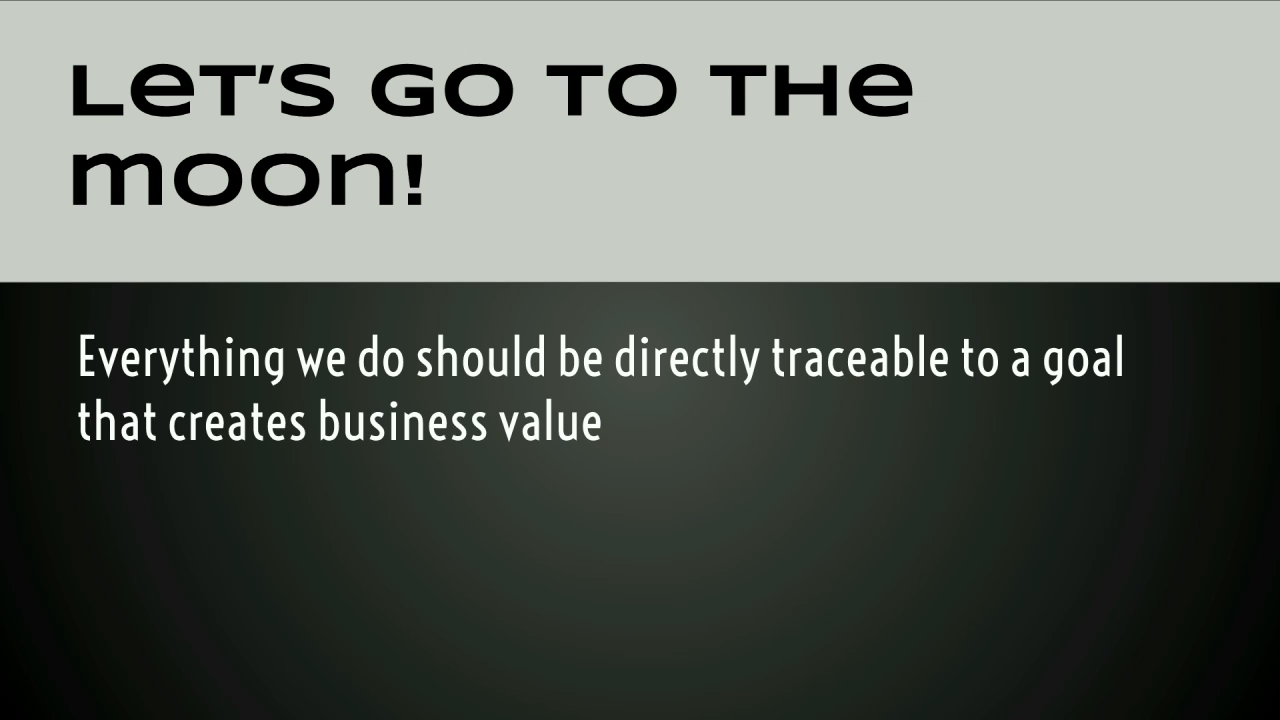 LeT'S GO TO THe
mOOn!
Everything we do should be directly traceable to a goal
that creates business value